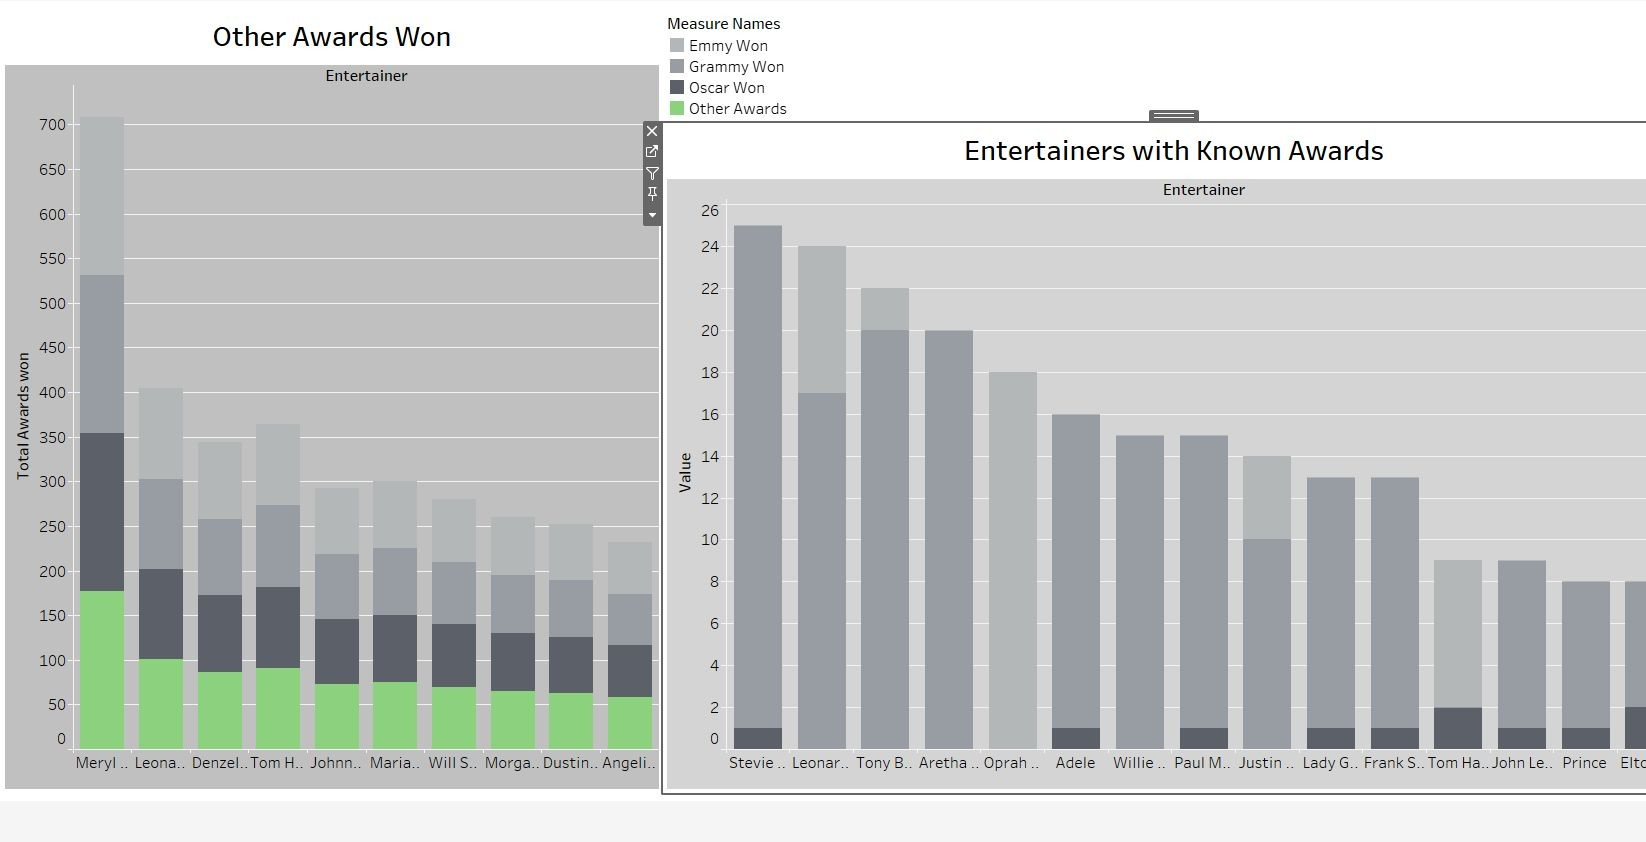 Other Awards Won
Entertainer
Total Awards won
700
650
600
550
500
450
400
350
300
250
200
150
100
50
0
Meryl .. Leona.. Denzel.. Tom H.. Johnn.. Maria.. Will S.. Morga.. Dustin.. Angeli..
Measure Names
Emmy Won
Grammy Won
Oscar Won
Other Awards
Entertainers with Known Awards
Entertainer
Value
26
24
22
20
18
16
14
12
10
8
6
4
2
0
Stevie .. Leonar.. Tony B.. Aretha .. Oprah .. Adele Willie .. Paul M.. Justin .. Lady G.. Frank S.. Tom Ha.. John Le.. Prince Elto